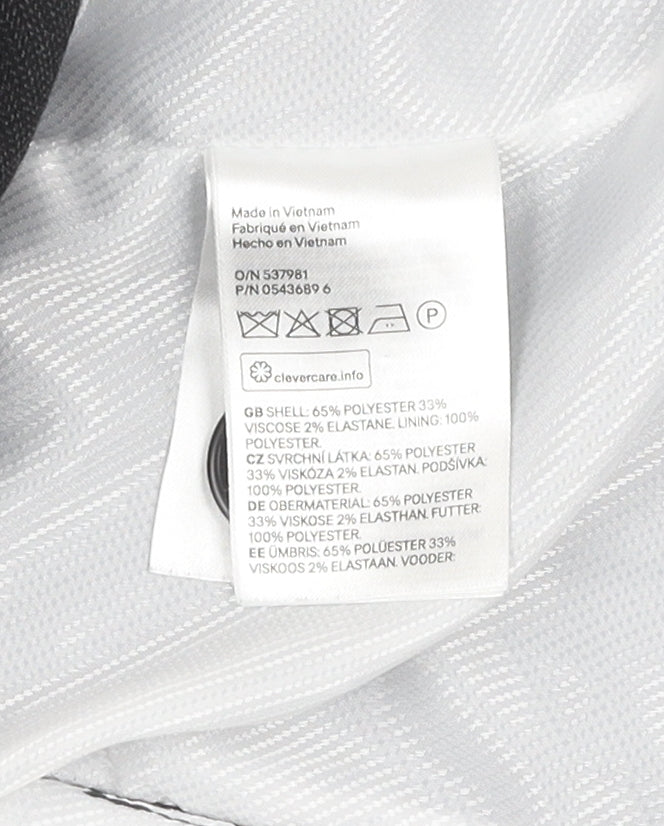 Made in Vietnam
Fabriqué en Vietnam
Hecho en Vietnam
O/N 537981
P/N 0543689 6
P
clevercare.info
GB SHELL: 65% POLYESTER 33%
VISCOSE 2% ELASTANE. LINING: 100%
POLYESTER.
CZ SVRCHNÍ LÁTKA: 65% POLYESTER
33% VISKÓZA 2% ELASTAN. PODŠÍVKA:
100% POLYESTER.
DE OBERMATERIAL: 65% POLYESTER
33% VISKOSE 2% ELASTHAN. FUTTER:
100% POLYESTER.
EE ÜMBRIS: 65% POLÜESTER 33%
VISKOOS 2% ELASTAAN. VOODER: